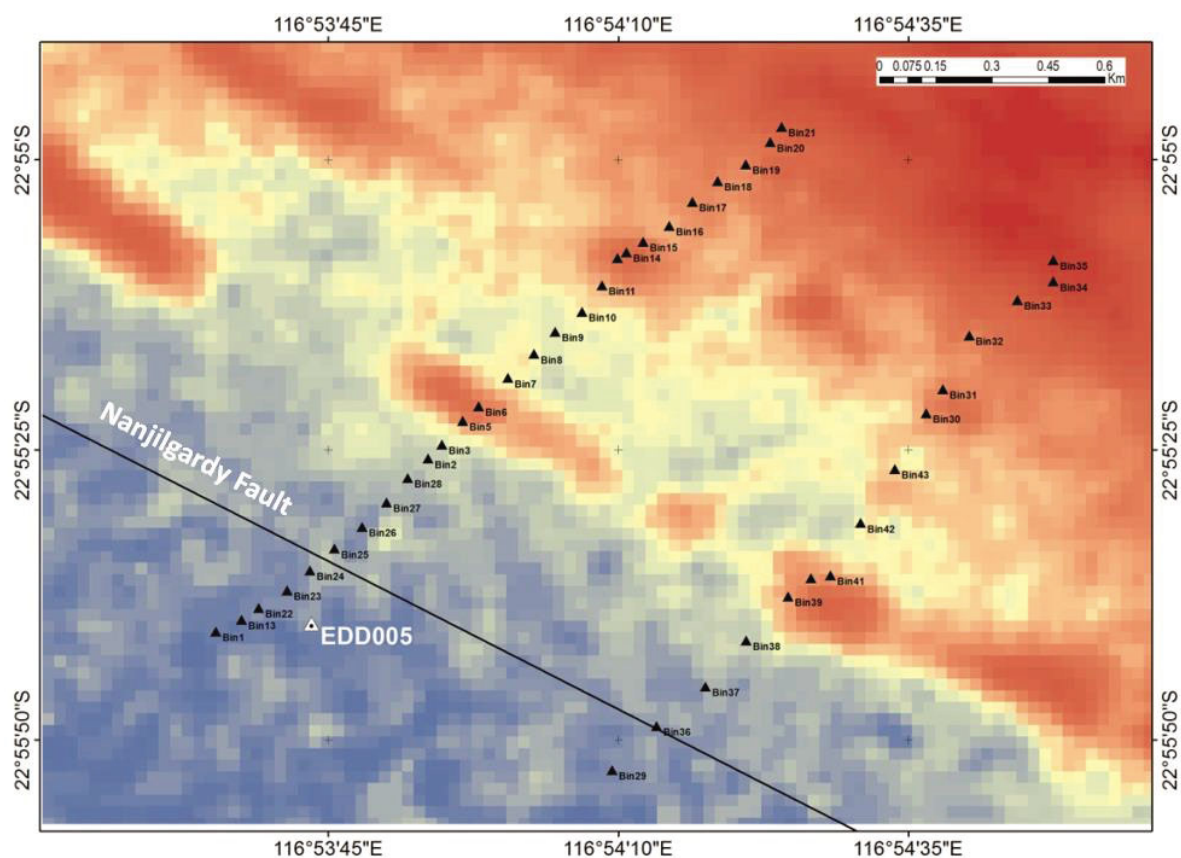 116°53'45"E 116°54'10"E 116°54'35"E
0 0.075 0.15 0.3 0.45 0.6
Km
22°55'S 22°55'S
Bin21
Bin20
Bin19
Bin18
Bin17
Bin16
Bin15
Bin14
Bin35
Bin11
Bin34
Bin33
Bin10
Bin9
Bin32
Bin8
Bin7
Bin31
Bin6
Bin30
Bin5
22°55'25"S 22°55'25"S
Nanjilgardy Fault
Bin3
Bin2
Bin43
Bin28
Bin27
Bin42
Bin26
Bin25
Bin24
Bin41
Bin23
Bin39
Bin22
Bin13
Bin1
EDD005
Bin38
Bin37
Bin36
22°55'50"S 22°55'50"S
Bin29
116°53'45"E 116°54'10"E 116°54'35"E